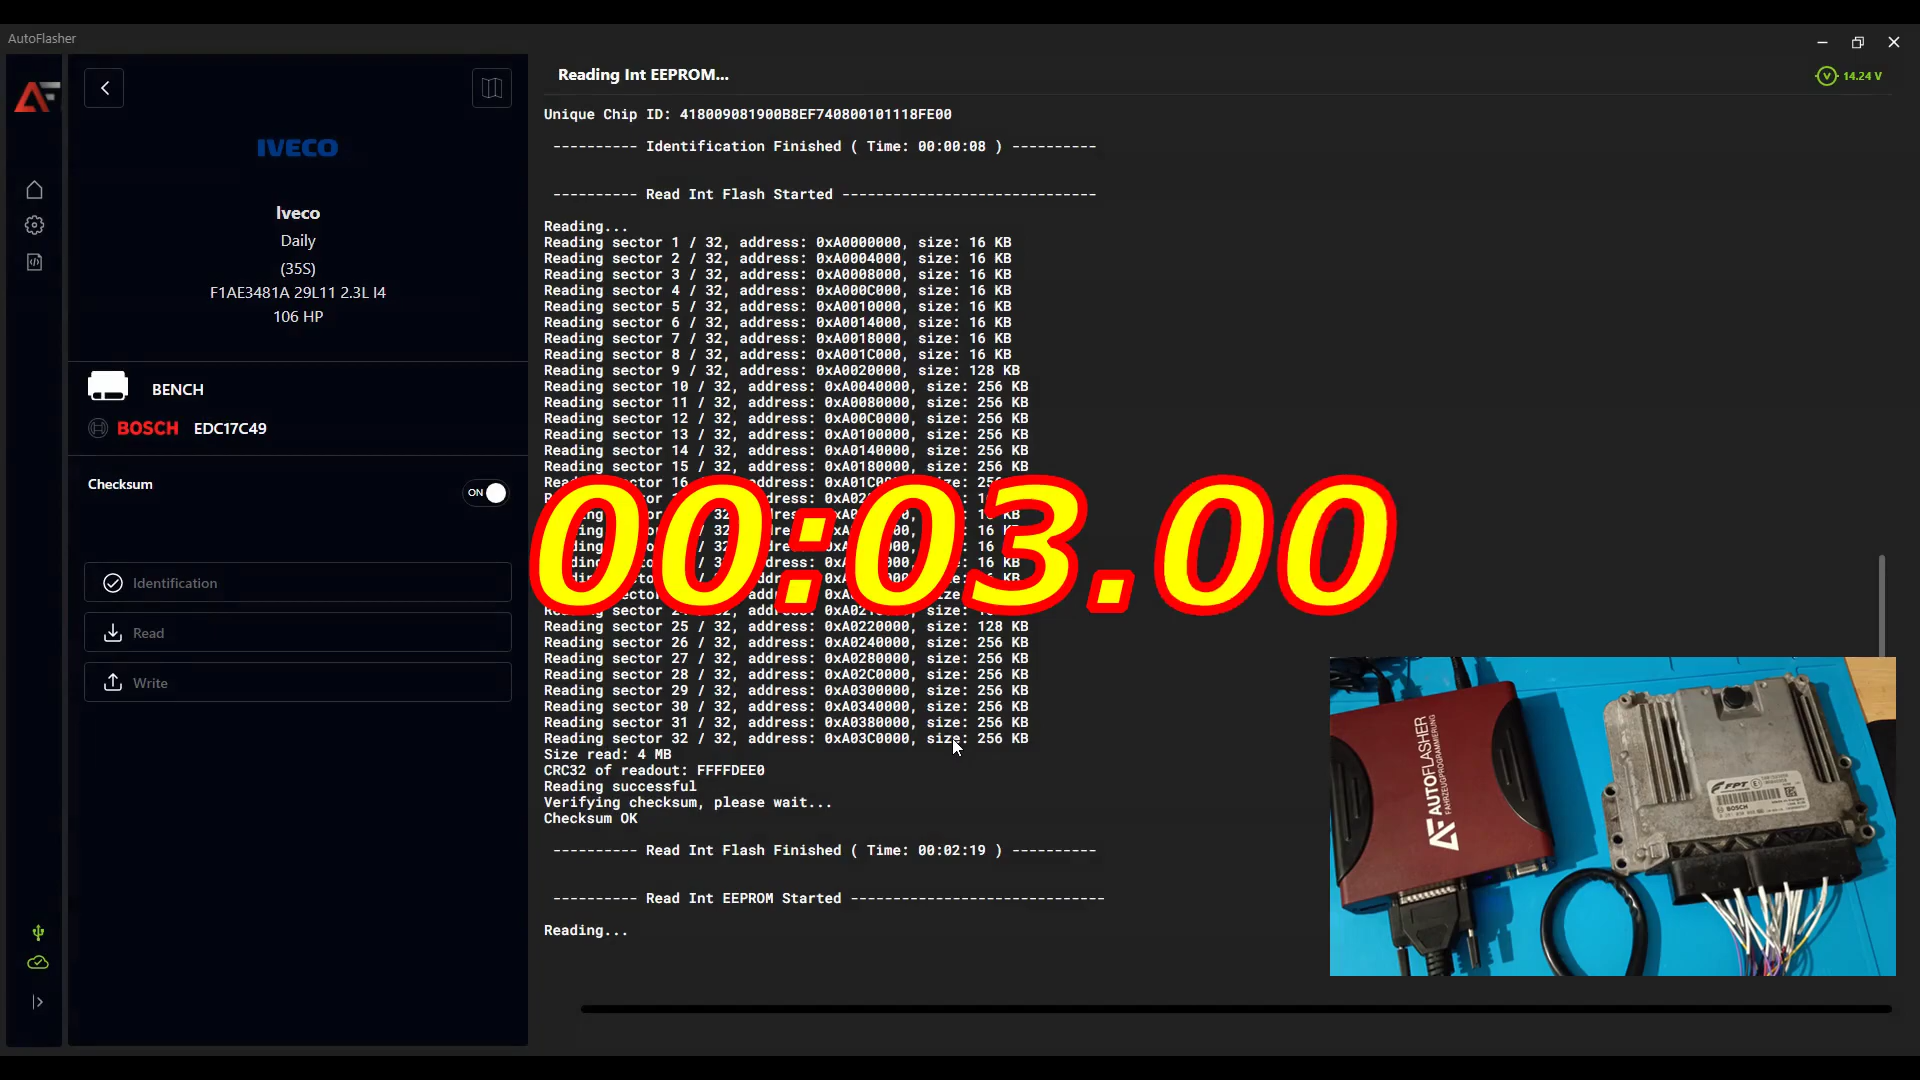 AutoFlasher
AF
IVECO
Iveco
Daily
(35S)
F1AE3481A 29L11 2.3L I4
106 HP
BENCH
BOSCH EDC17C49
Checksum
ON
Identification
Read
Write
Reading Int EEPROM...
14.24 V
Unique Chip ID: 418009081900B8EF740800101118FE00
---------- Identification Finished ( Time: 00:00:08 ) ----------
---------- Read Int Flash Started ------------------------------
Reading...
Reading sector 1 / 32, address: 0xA0000000, size: 16 KB
Reading sector 2 / 32, address: 0xA0004000, size: 16 KB
Reading sector 3 / 32, address: 0xA0008000, size: 16 KB
Reading sector 4 / 32, address: 0xA000C000, size: 16 KB
Reading sector 5 / 32, address: 0xA0010000, size: 16 KB
Reading sector 6 / 32, address: 0xA0014000, size: 16 KB
Reading sector 7 / 32, address: 0xA0018000, size: 16 KB
Reading sector 8 / 32, address: 0xA001C000, size: 16 KB
Reading sector 9 / 32, address: 0xA0020000, size: 128 KB
Reading sector 10 / 32, address: 0xA0040000, size: 256 KB
Reading sector 11 / 32, address: 0xA0080000, size: 256 KB
Reading sector 12 / 32, address: 0xA00C0000, size: 256 KB
Reading sector 13 / 32, address: 0xA0100000, size: 256 KB
Reading sector 14 / 32, address: 0xA0140000, size: 256 KB
Reading sector 15 / 32, address: 0xA0180000, size: 256 KB
Reading sector
00:03.00
Reading sector 25 / 32, address: 0xA0220000, size: 128 KB
Reading sector 26 / 32, address: 0xA0240000, size: 256 KB
Reading sector 27 / 32, address: 0xA0280000, size: 256 KB
Reading sector 28 / 32, address: 0xA02C0000, size: 256 KB
Reading sector 29 / 32, address: 0xA0300000, size: 256 KB
Reading sector 30 / 32, address: 0xA0340000, size: 256 KB
Reading sector 31 / 32, address: 0xA0380000, size: 256 KB
Reading sector 32 / 32, address: 0xA03C0000, size: 256 KB
Size read: 4 MB
CRC32 of readout: FFFFDEE0
Reading successful
Verifying checksum, please wait...
Checksum OK
---------- Read Int Flash Finished ( Time: 00:02:19 ) ----------
---------- Read Int EEPROM Started ------------------------------
Reading...
AF AUTOFLASHER
FAHRZEUGPROGRAMMIERUNG
FPT
BOSCH